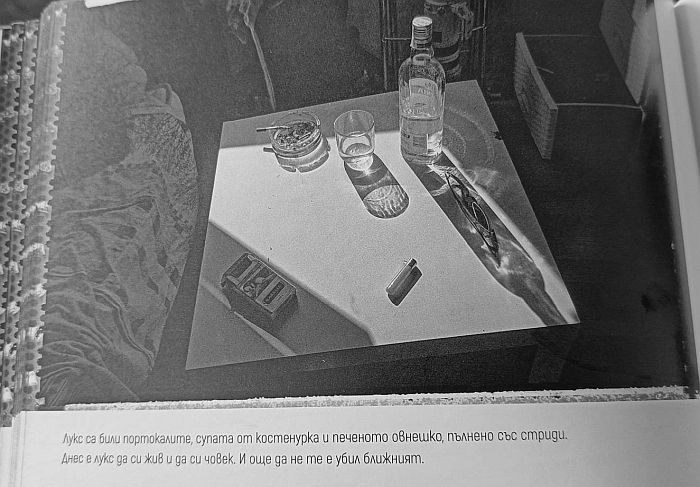 Лукс са били портокалите, супата от костенурка и печеното овнешко, пълнено със стриди.
Днес е лукс да си жив и да си човек. И още да не те е убил ближният.